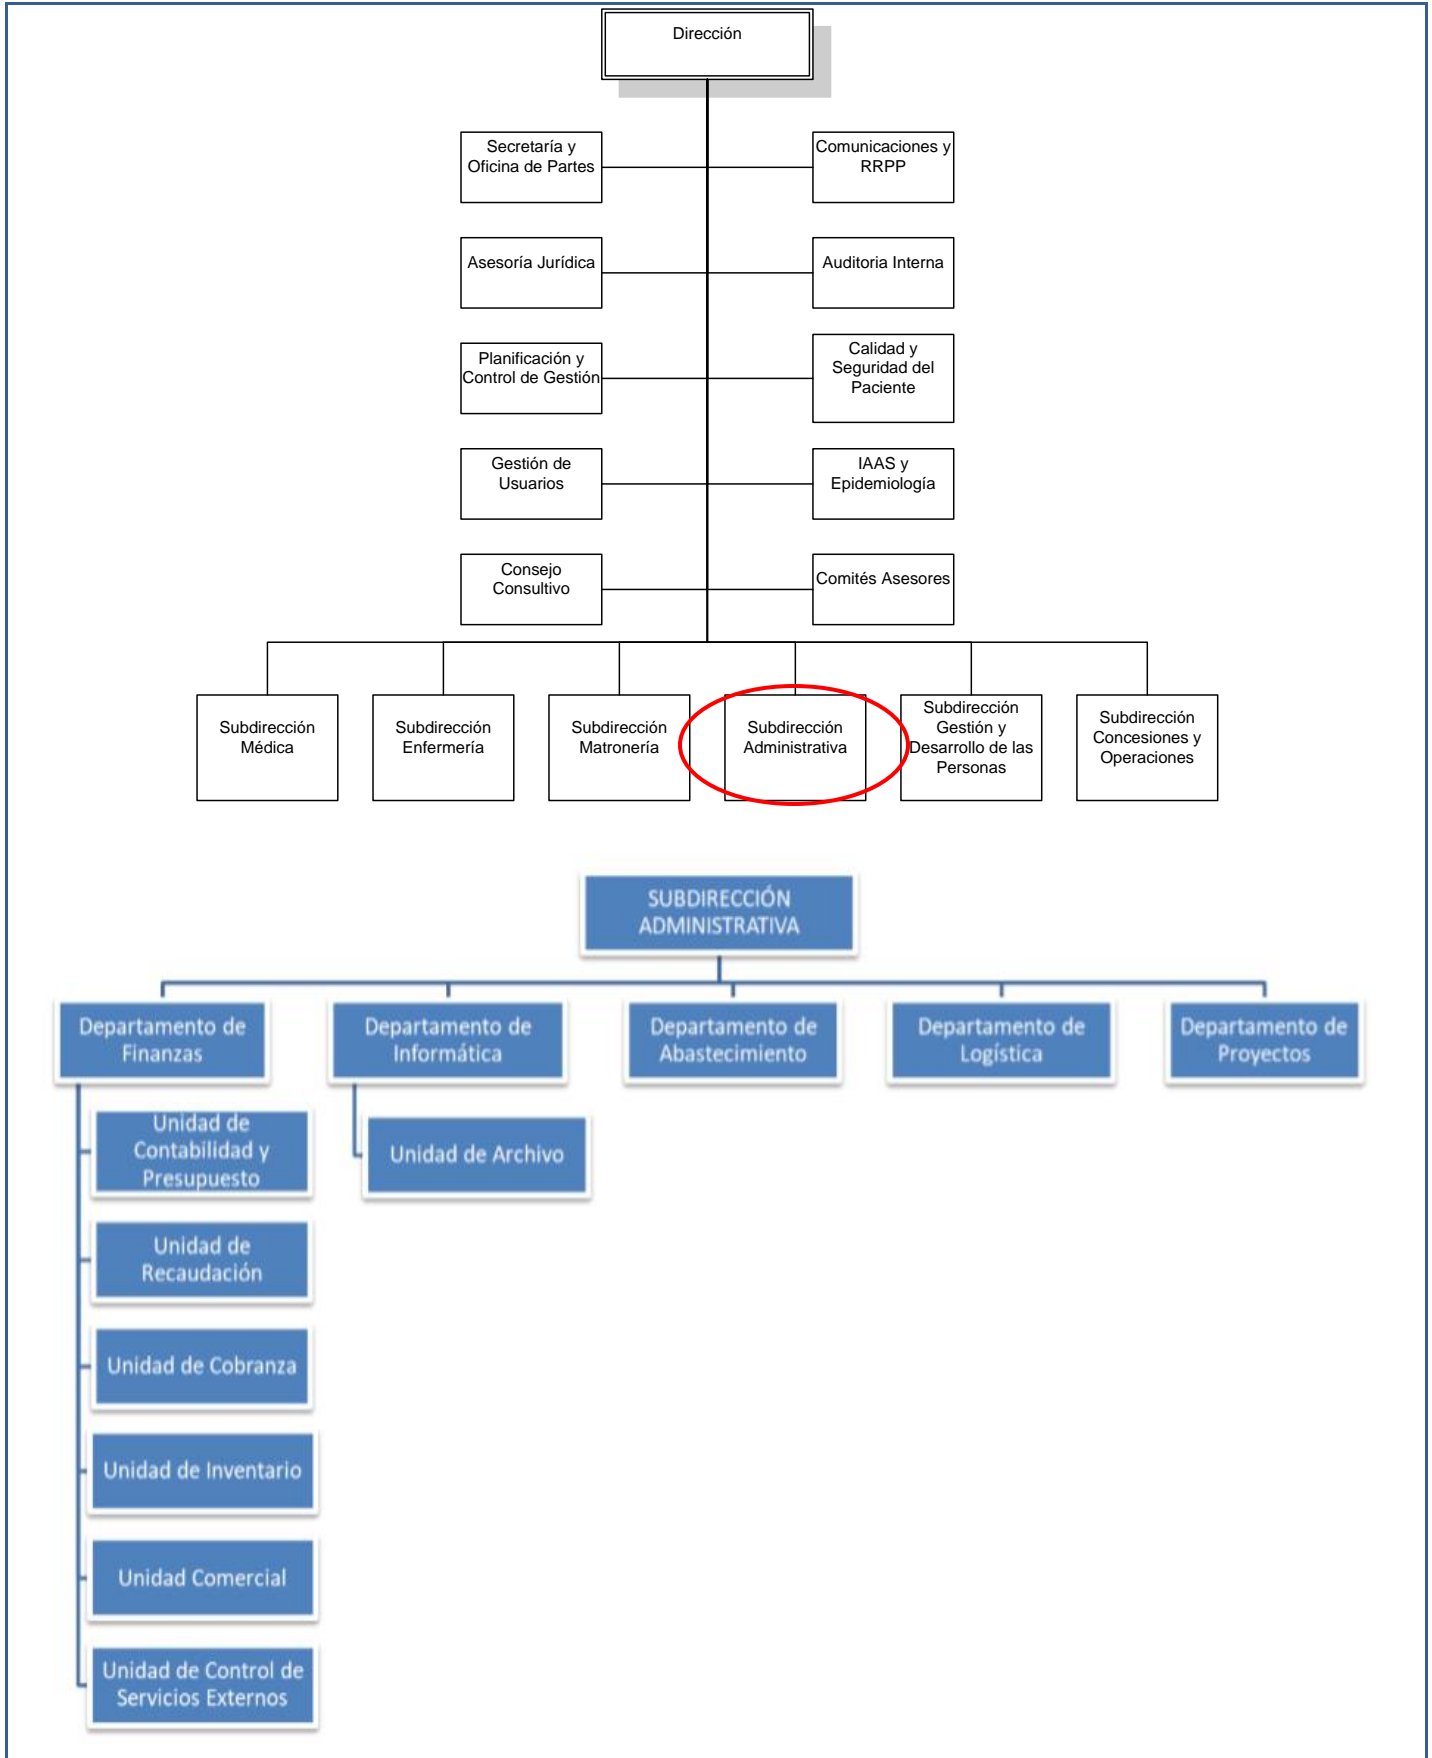 Dirección
Secretaría y
Oficina de Partes
Comunicaciones y
RRPP
Asesoría Jurídica
Auditoria Interna
Planificación y
Control de Gestión
Calidad y
Seguridad del
Paciente
Gestión de
Usuarios
IAAS y
Epidemiología
Consejo
Consultivo
Comités Asesores
Subdirección
Médica
Subdirección
Enfermería
Subdirección
Matronería
Subdirección
Administrativa
Subdirección
Gestión y
Desarrollo de las
Personas
Subdirección
Concesiones y
Operaciones
SUBDIRECCIÓN
ADMINISTRATIVA
Departamento de
Finanzas
Departamento de
Informática
Departamento de
Abastecimiento
Departamento de
Logística
Departamento de
Proyectos
Unidad de
Contabilidad y
Presupuesto
Unidad de Archivo
Unidad de
Recaudación
Unidad de Cobranza
Unidad de Inventario
Unidad Comercial
Unidad de Control de
Servicios Externos